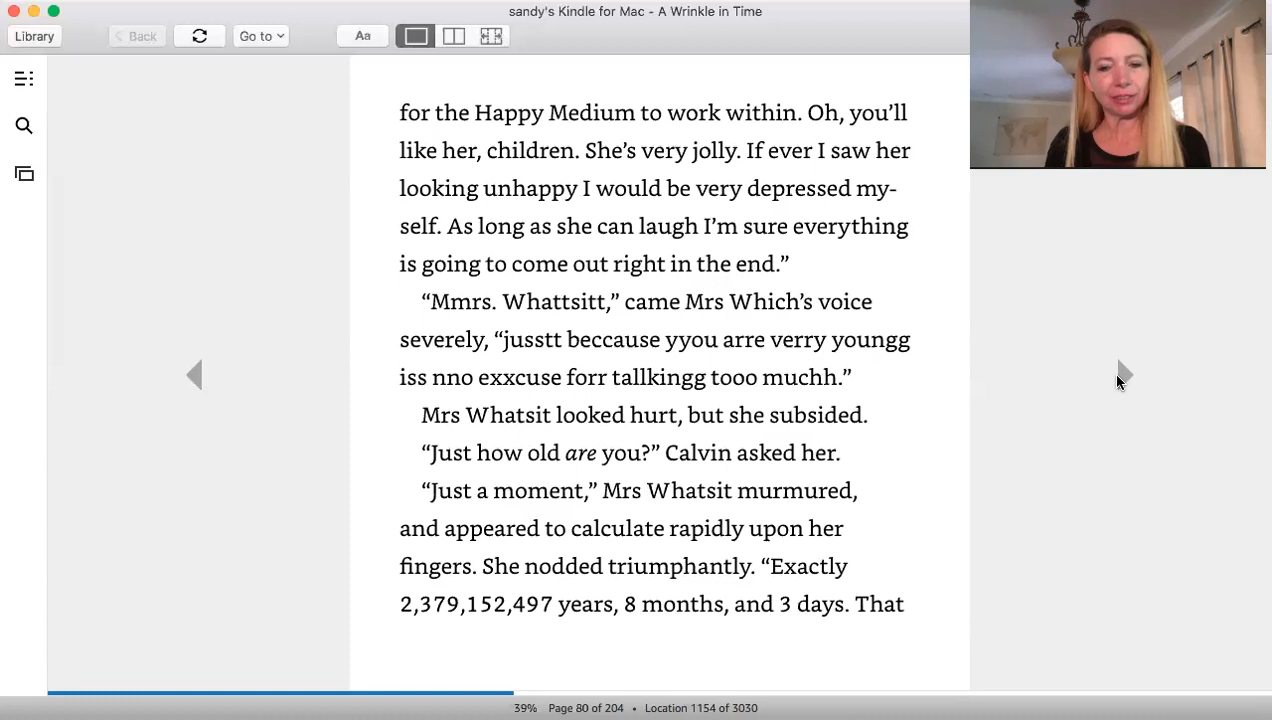 sandy's Kindle for Mac - A Wrinkle in Time
Library
Back
Go to
Aa
for the Happy Medium to work within. Oh, you’ll
like her, children. She’s very jolly. If ever I saw her
looking unhappy I would be very depressed my-
self. As long as she can laugh I’m sure everything
is going to come out right in the end.”
“Mmrs. Whattsitt,” came Mrs Which’s voice
severely, “jusstt beccause yyou arre verry youngg
iss nno exxcuse forr tallkingg tooo muchh.”
Mrs Whatsit looked hurt, but she subsided.
“Just how old are you?” Calvin asked her.
“Just a moment,” Mrs Whatsit murmured,
and appeared to calculate rapidly upon her
fingers. She nodded triumphantly. “Exactly
2,379,152,497 years, 8 months, and 3 days. That
39% Page 80 of 204 • Location 1154 of 3030